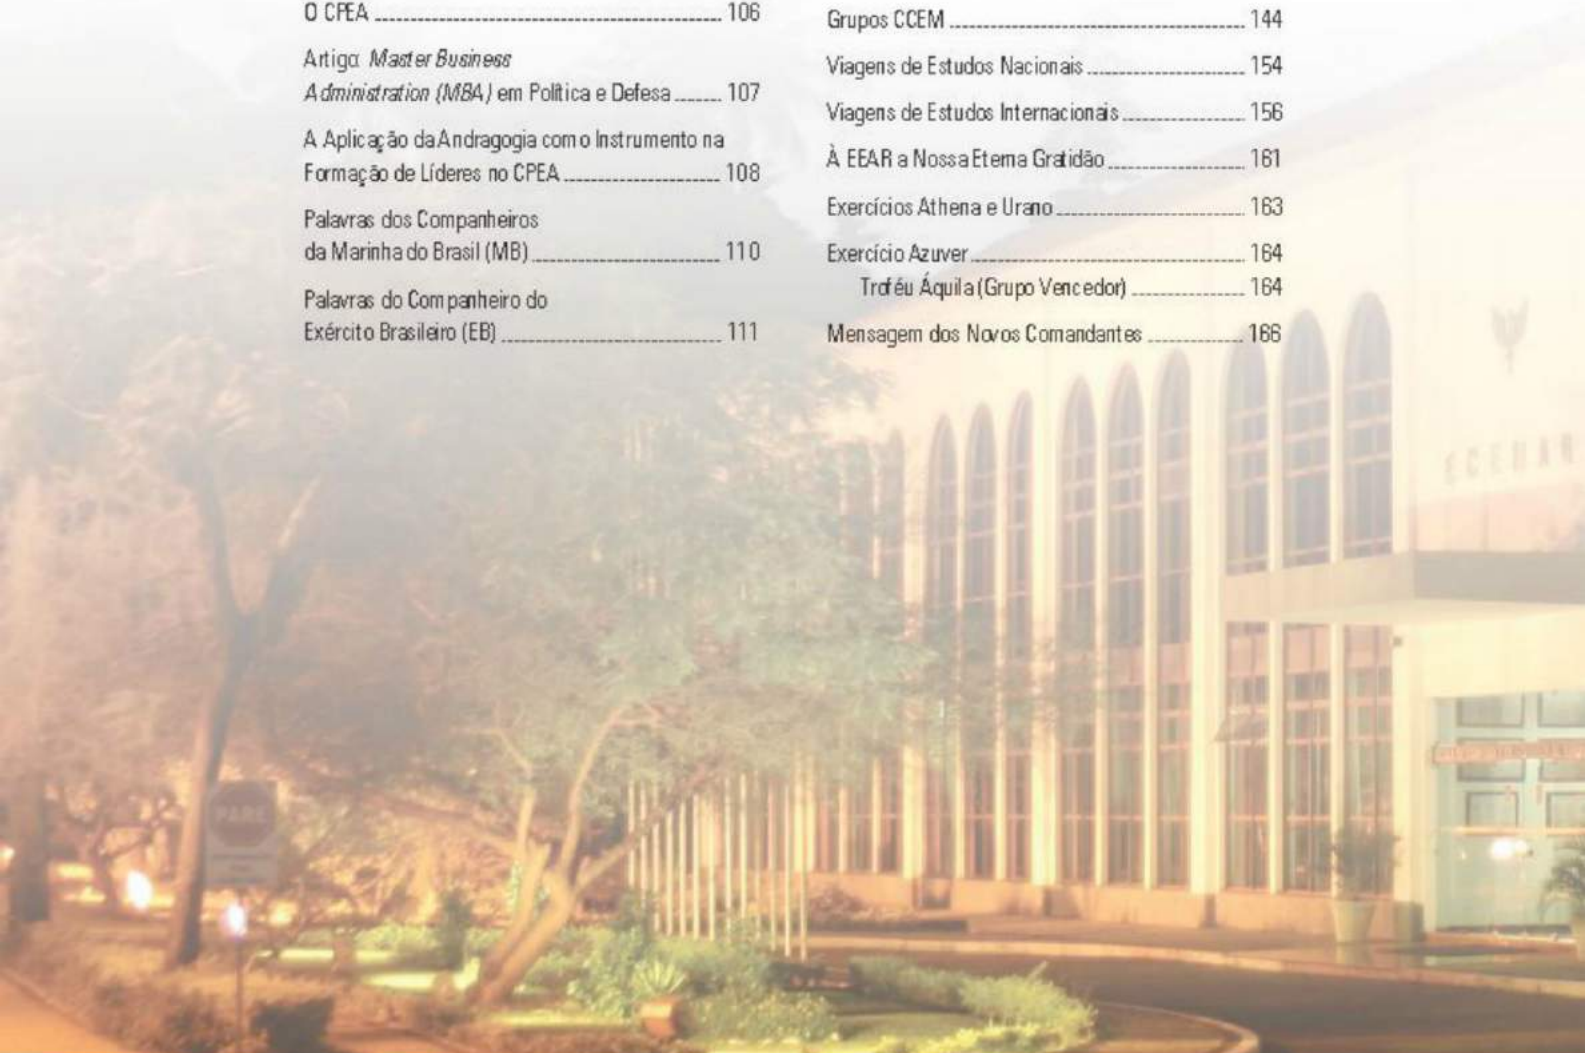 O CPEA 106
Artigo: Master Business
Administration (MBA) em Política e Defesa 107
A Aplicação da Andragogia como Instrumento na
Formação de Líderes no CPEA 108
Palavras dos Companheiros
da Marinha do Brasil (MB) 110
Palavras do Companheiro do
Exército Brasileiro (EB) 111
Grupos CCEM 144
Viagens de Estudos Nacionais 154
Viagens de Estudos Internacionais 156
À EEAR a Nossa Eterna Gratidão 161
Exercícios Athena e Urano 163
Exercício Azuver 164
Troféu Áquila (Grupo Vencedor) 164
Mensagem dos Novos Comandantes 166
ECEMAR
PARE